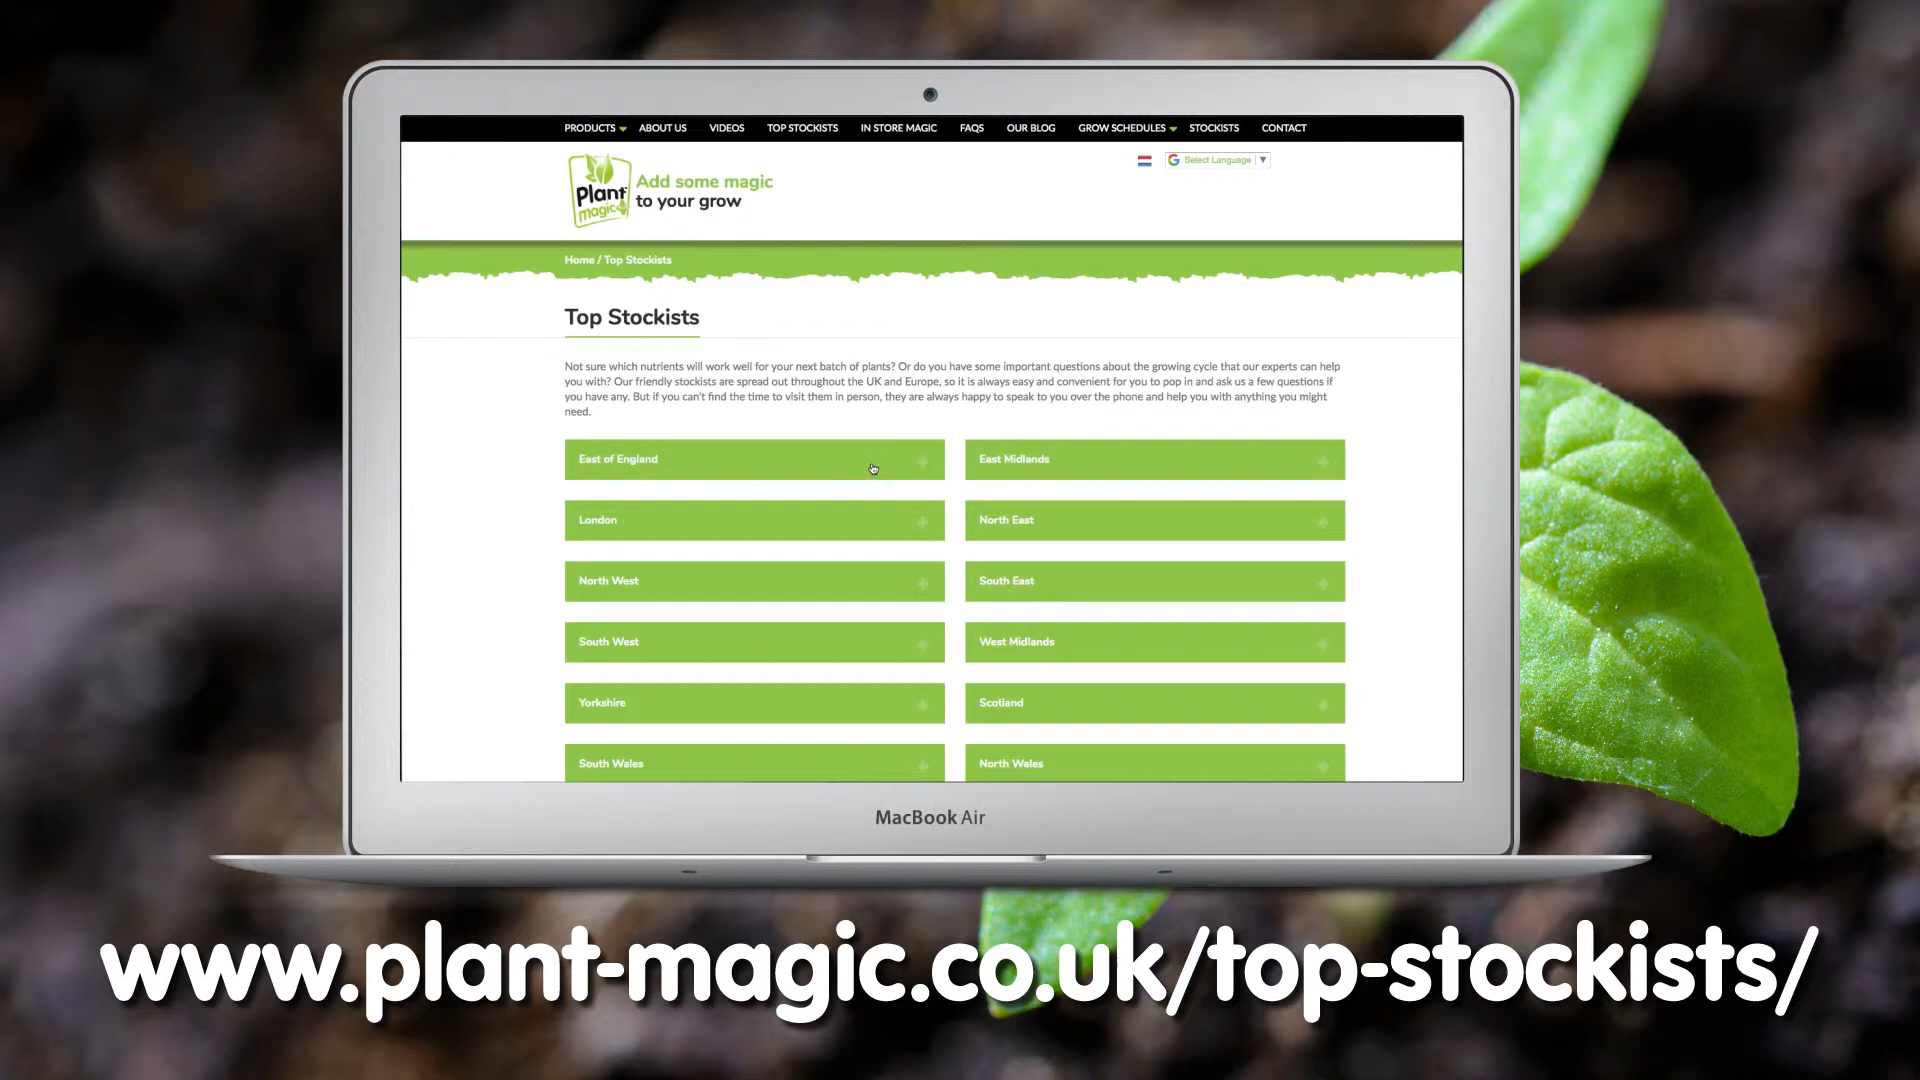 PRODUCTS ABOUT US VIDEOS TOP STOCKISTS IN STORE MAGIC FAQS OUR BLOG GROW SCHEDULES STOCKISTS CONTACT
Select Language
Plant
magic
Add some magic
to your grow
Home / Top Stockists
Top Stockists
Not sure which nutrients will work well for your next batch of plants? Or do you have some important questions about the growing cycle that our experts can help
you with? Our friendly stockists are spread out throughout the UK and Europe, so it is always easy and convenient for you to pop in and ask us a few questions if
you have any. But if you can't find the time to visit them in person, they are always happy to speak to you over the phone and help you with anything you might
need.
East of England
East Midlands
London
North East
North West
South East
South West
West Midlands
Yorkshire
Scotland
South Wales
North Wales
MacBook Air
www.plant-magic.co.uk/top-stockists/